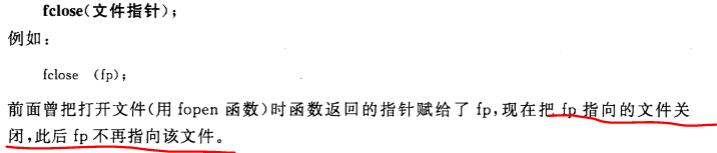 fclose(文件指针);
例如:
fclose （fp);
前面曾把打开文件(用 fopen 函数)时函数返回的指针赋给了 fp,现在把 fp 指向的文件关
闭,此后 fp 不再指向该文件。